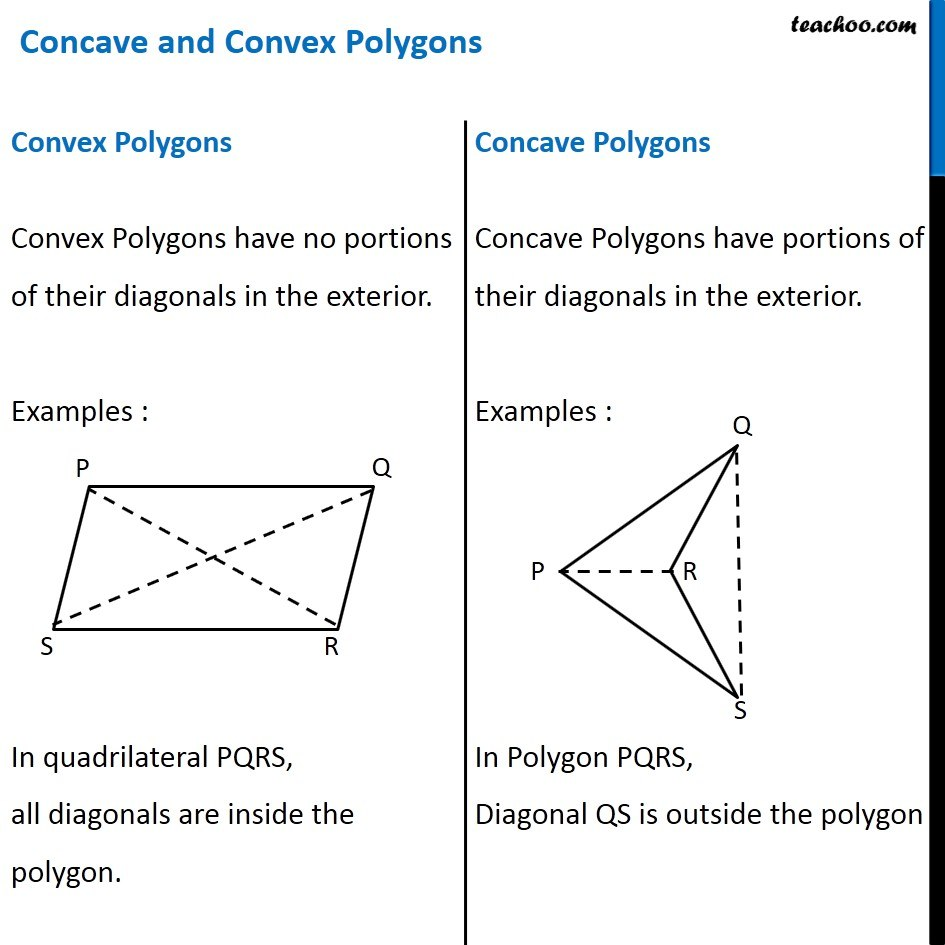 Concave and Convex Polygons
teachoo.com
Convex Polygons
Convex Polygons have no portions
of their diagonals in the exterior.
Examples :
P
Q
S
R
In quadrilateral PQRS,
all diagonals are inside the
polygon.
Concave Polygons
Concave Polygons have portions of
their diagonals in the exterior.
Examples :
Q
P
R
S
In Polygon PQRS,
Diagonal QS is outside the polygon